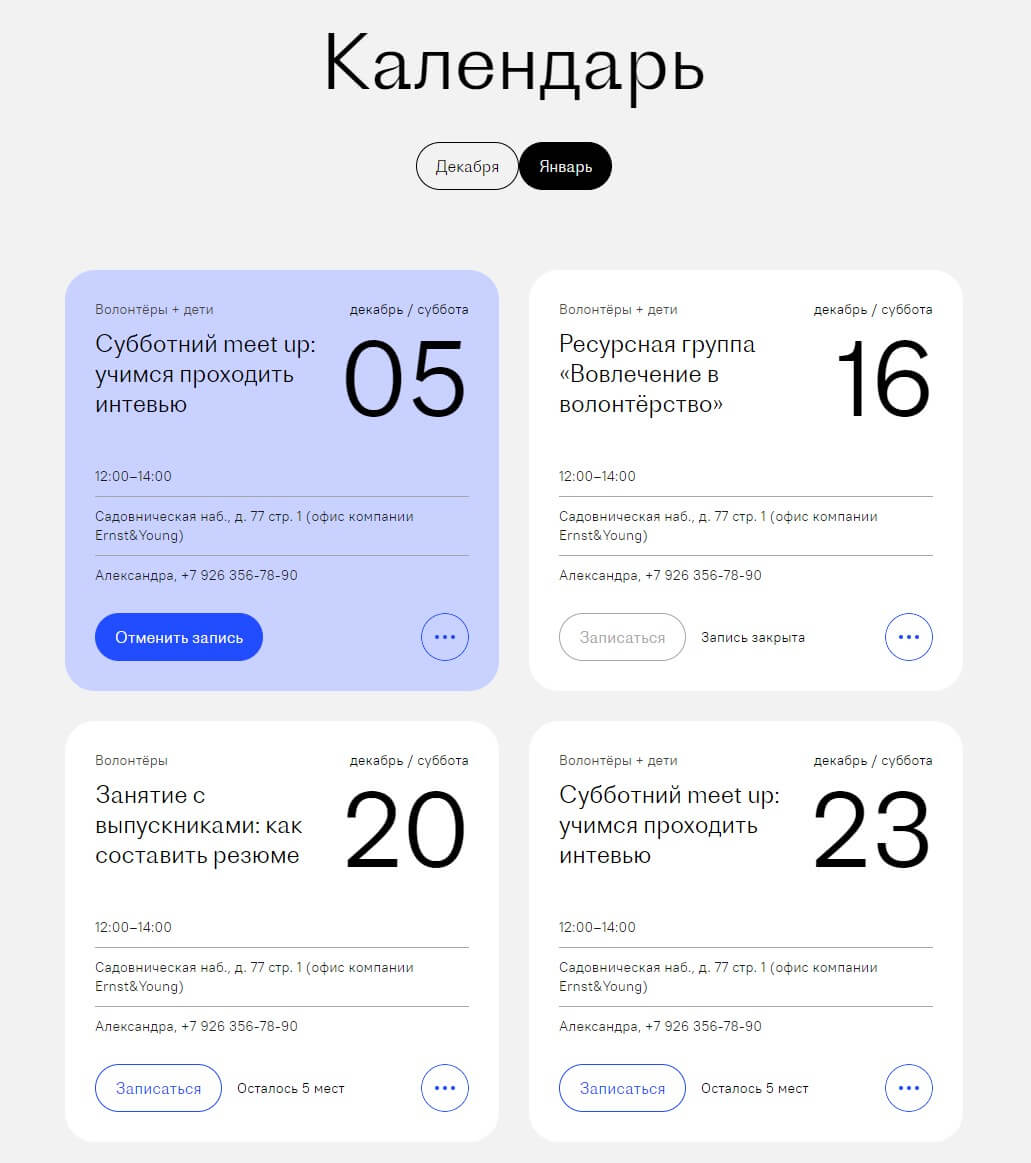 Календарь
Декабря
Январь
Волонтёры + дети
декабрь / суббота
Субботний meet up:
учимся проходить
интевью
05
12:00–14:00
Садовническая наб., д. 77 стр. 1 (офис компании
Ernst&Young)
Александра, +7 926 356-78-90
Отменить запись
Волонтёры + дети
декабрь / суббота
Ресурсная группа
«Вовлечение в
волонтёрство»
16
12:00–14:00
Садовническая наб., д. 77 стр. 1 (офис компании
Ernst&Young)
Александра, +7 926 356-78-90
Записаться
Запись закрыта
Волонтёры
декабрь / суббота
Занятие с
выпускниками: как
составить резюме
20
12:00–14:00
Садовническая наб., д. 77 стр. 1 (офис компании
Ernst&Young)
Александра, +7 926 356-78-90
Записаться
Осталось 5 мест
Волонтёры + дети
декабрь / суббота
Субботний meet up:
учимся проходить
интевью
23
12:00–14:00
Садовническая наб., д. 77 стр. 1 (офис компании
Ernst&Young)
Александра, +7 926 356-78-90
Записаться
Осталось 5 мест